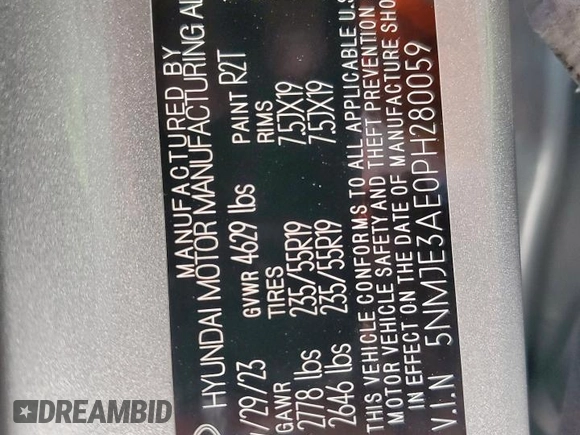 MANUFACTURED BY
HYUNDAI MOTOR MANUFACTURING
/29/23 GVWR 4629 lbs PAINT R2T
GAWR TIRES RIMS
2778 lbs 235/55R19 7.5JX19
2646 lbs 235/55R19 7.5JX19
THIS VEHICLE CONFORMS TO ALL APPLICABLE U.S
MOTOR VEHICLE SAFETY AND THEFT PREVENTION
IN EFFECT ON THE DATE OF MANUFACTURE SHO
V.I.N 5NMJE3AE0PH280059
DREAMBID